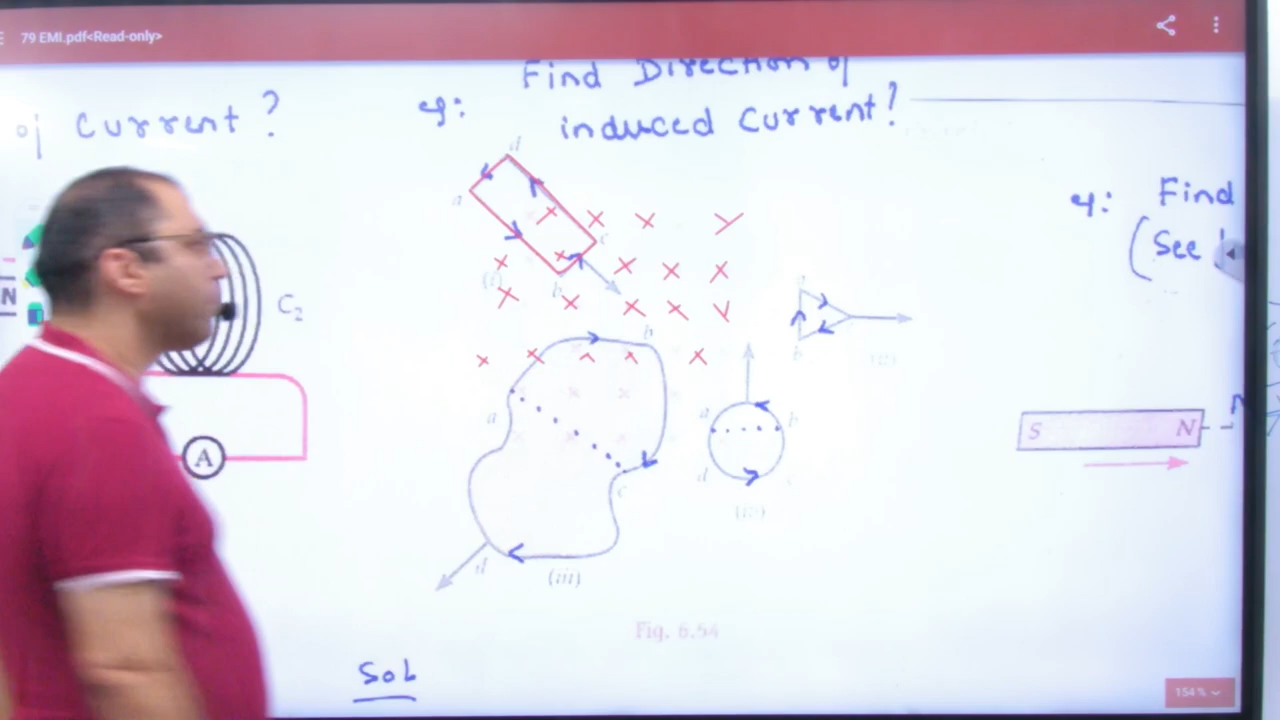 79 EMI.pdf<Read-only>
of Current?
q: Find Direction of
induced Current?
q: Find
(See
d
a
c
(i)
b
N
C₂
a
b
b
a
c
a
b
d
c
(iv)
A
S N
d
(iii)
Fig. 6.54
Sol
154 %